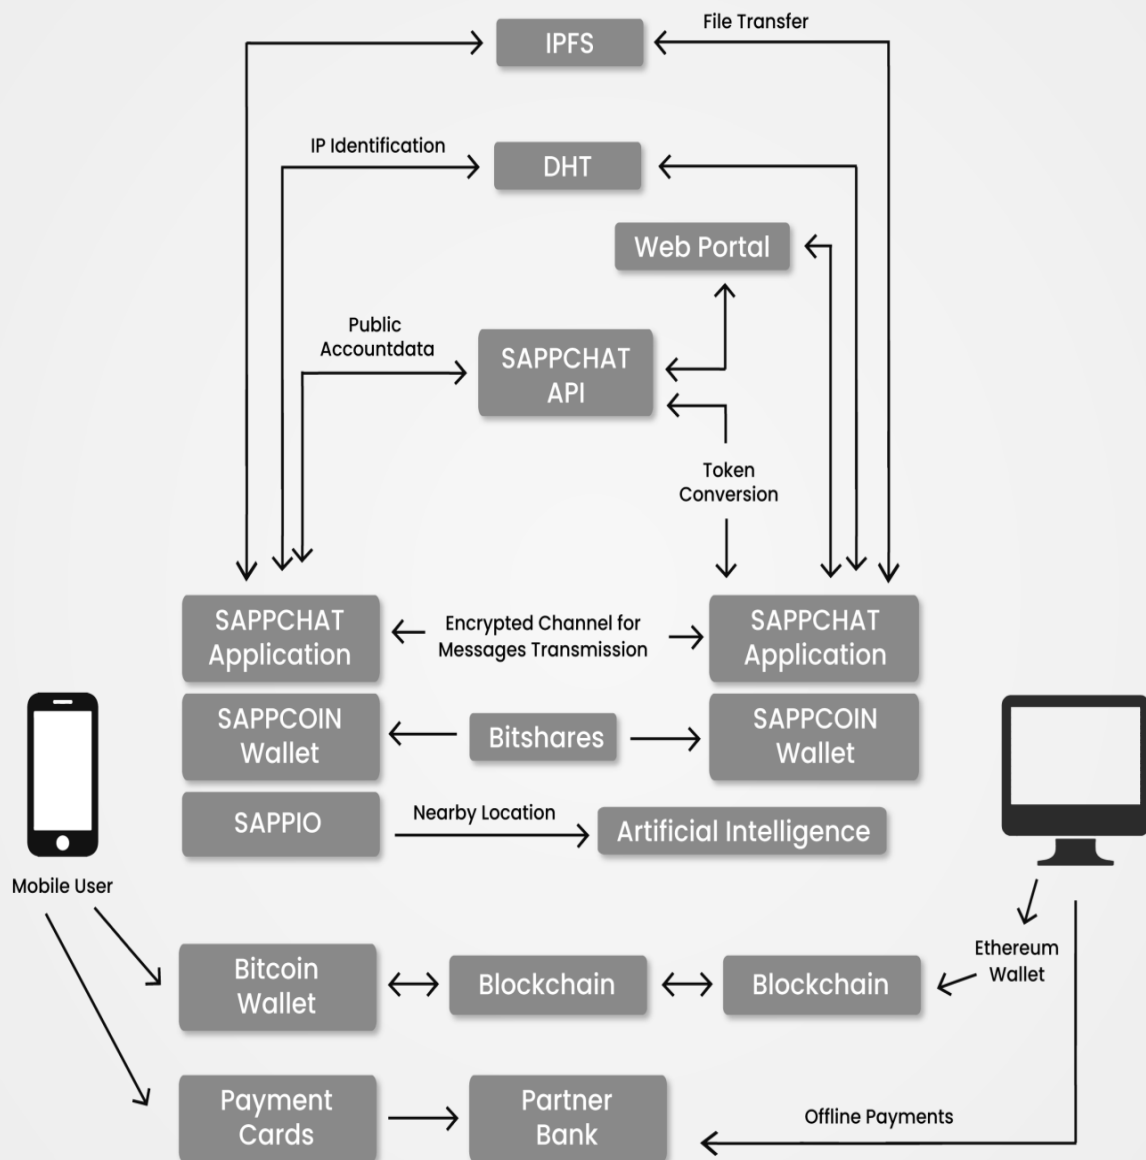 File Transfer
IPFS
IP Identification
DHT
Web Portal
Public
Accountdata
SAPPCHAT
API
Token
Conversion
SAPPCHAT
Application
Encrypted Channel for
Messages Transmission
SAPPCHAT
Application
SAPPCOIN
Wallet
Bitshares
SAPPCOIN
Wallet
SAPPIO
Nearby Location
Artificial Intelligence
Mobile User
Bitcoin
Wallet
Blockchain
Blockchain
Ethereum
Wallet
Payment
Cards
Partner
Bank
Offline Payments